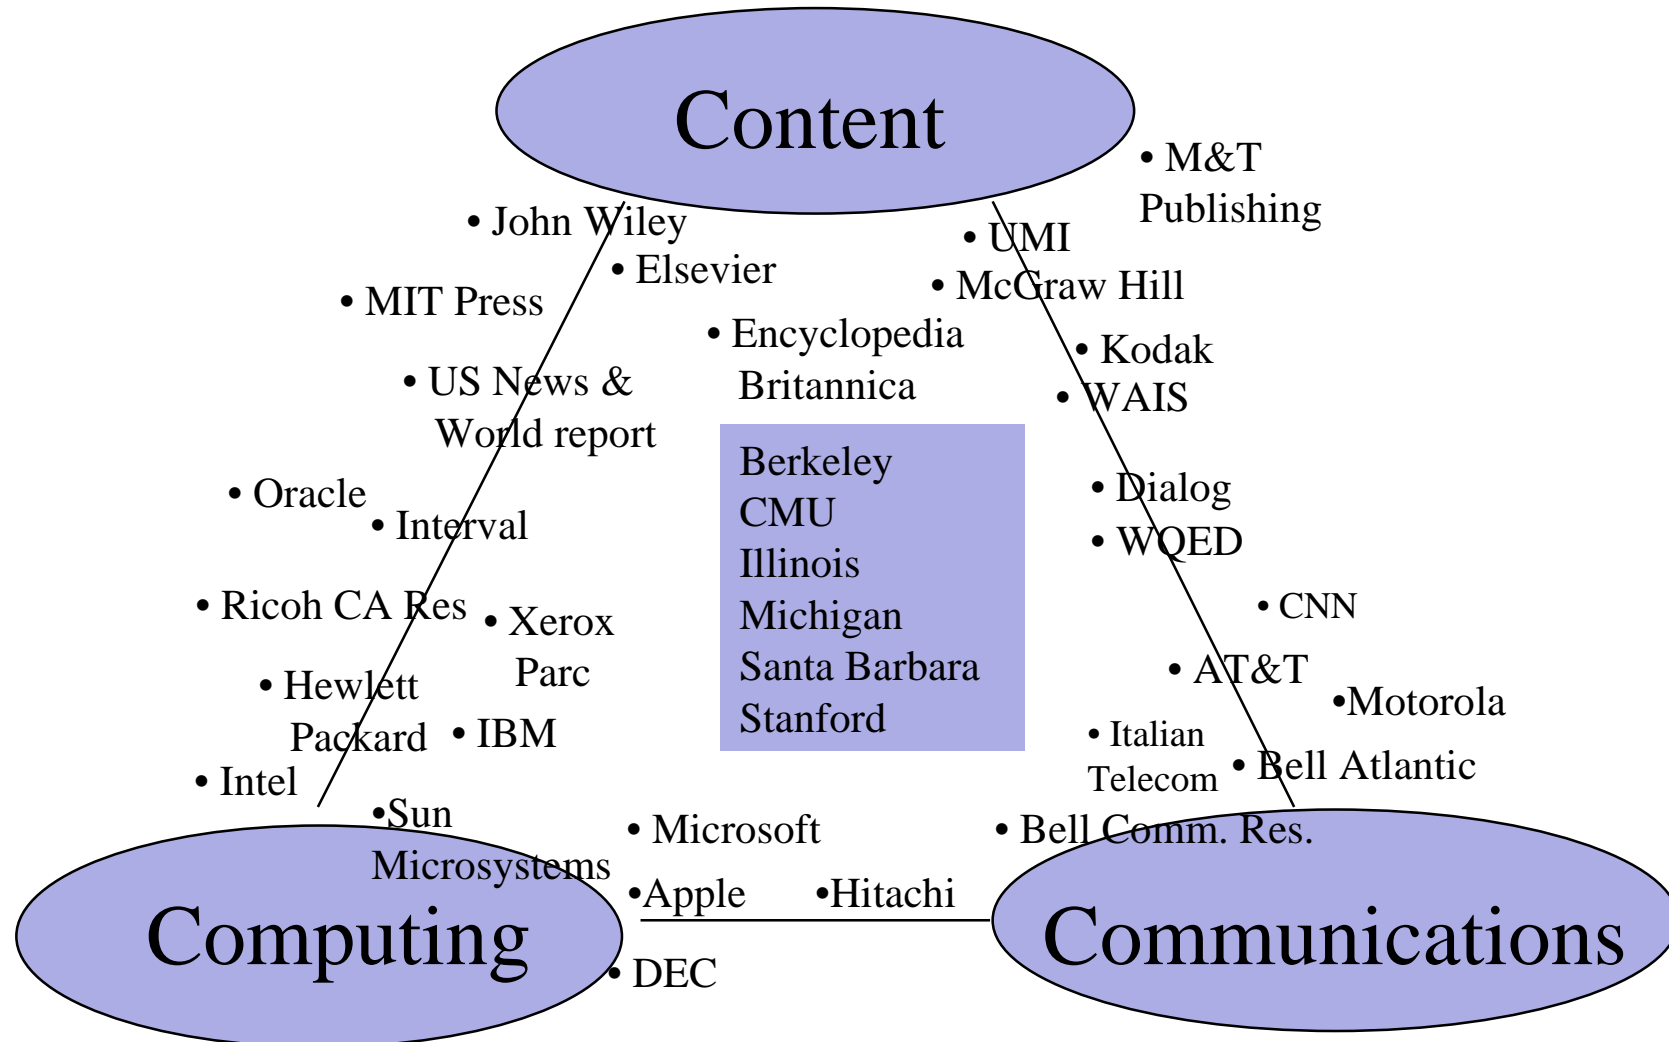 Content
• M&T
Publishing
• John Wiley
• UMI
• Elsevier
• McGraw Hill
• MIT Press
• Encyclopedia
Britannica
• Kodak
• US News &
World report
• WAIS
Berkeley
CMU
Illinois
Michigan
Santa Barbara
Stanford
• Oracle
• Interval
• Dialog
• WQED
• Ricoh CA Res
• Xerox
Parc
• CNN
• Hewlett
Packard
• IBM
• AT&T
•Motorola
• Italian
Telecom
• Bell Atlantic
• Intel
•Sun
Microsystems
• Microsoft
• Bell Comm. Res.
•Apple
•Hitachi
Computing
Communications
• DEC